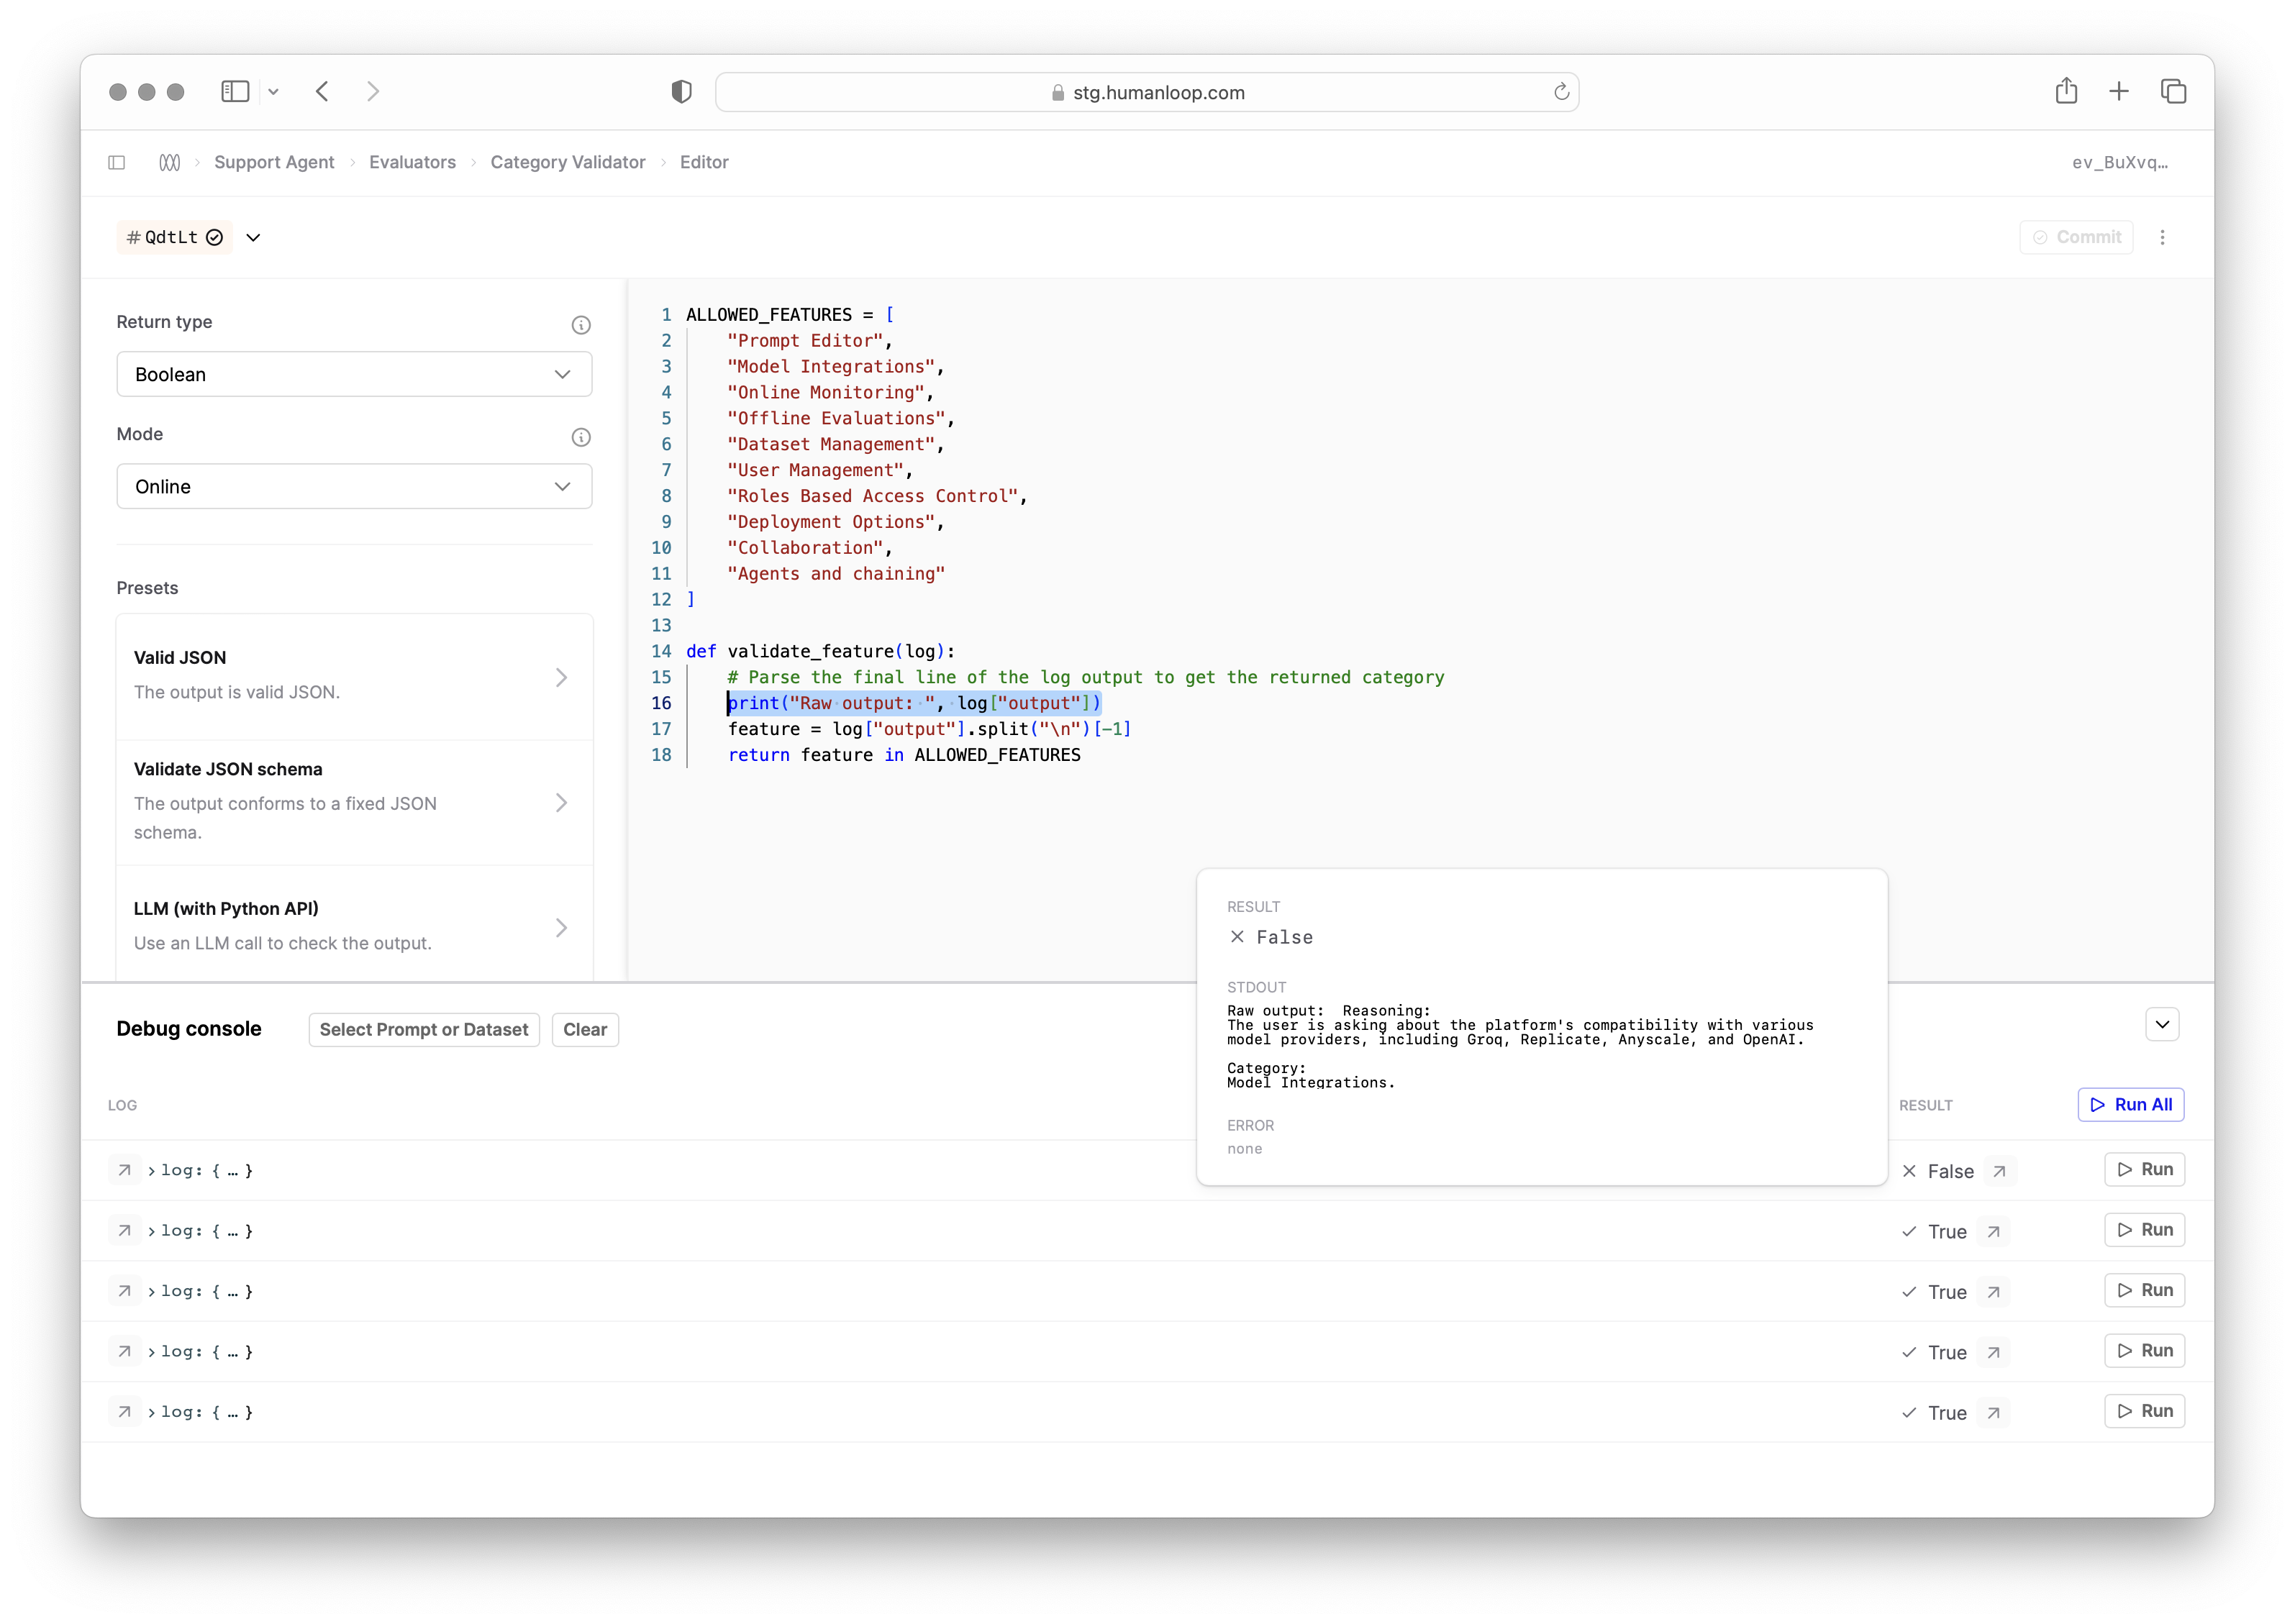 stg.humanloop.com
Support Agent > Evaluators > Category Validator > Editor
ev_BuXvq…
#QdtLt
Commit
Return type
Boolean
Mode
Online
Presets
Valid JSON
The output is valid JSON.
Validate JSON schema
The output conforms to a fixed JSON
schema.
LLM (with Python API)
Use an LLM call to check the output.
1 ALLOWED_FEATURES = [
2     "Prompt Editor",
3     "Model Integrations",
4     "Online Monitoring",
5     "Offline Evaluations",
6     "Dataset Management",
7     "User Management",
8     "Roles Based Access Control",
9     "Deployment Options",
10     "Collaboration",
11     "Agents and chaining"
12 ]
13
14 def validate_feature(log):
15     # Parse the final line of the log output to get the returned category
16     print("Raw output: ", log["output"])
17     feature = log["output"].split("\n")[-1]
18     return feature in ALLOWED_FEATURES
RESULT
False
STDOUT
Raw output:  Reasoning:
The user is asking about the platform's compatibility with various
model providers, including Groq, Replicate, Anyscale, and OpenAI.
Category:
Model Integrations.
ERROR
none
Debug console
Select Prompt or Dataset
Clear
LOG
RESULT
Run All
log: { … }
False
Run
log: { … }
True
Run
log: { … }
True
Run
log: { … }
True
Run
log: { … }
True
Run